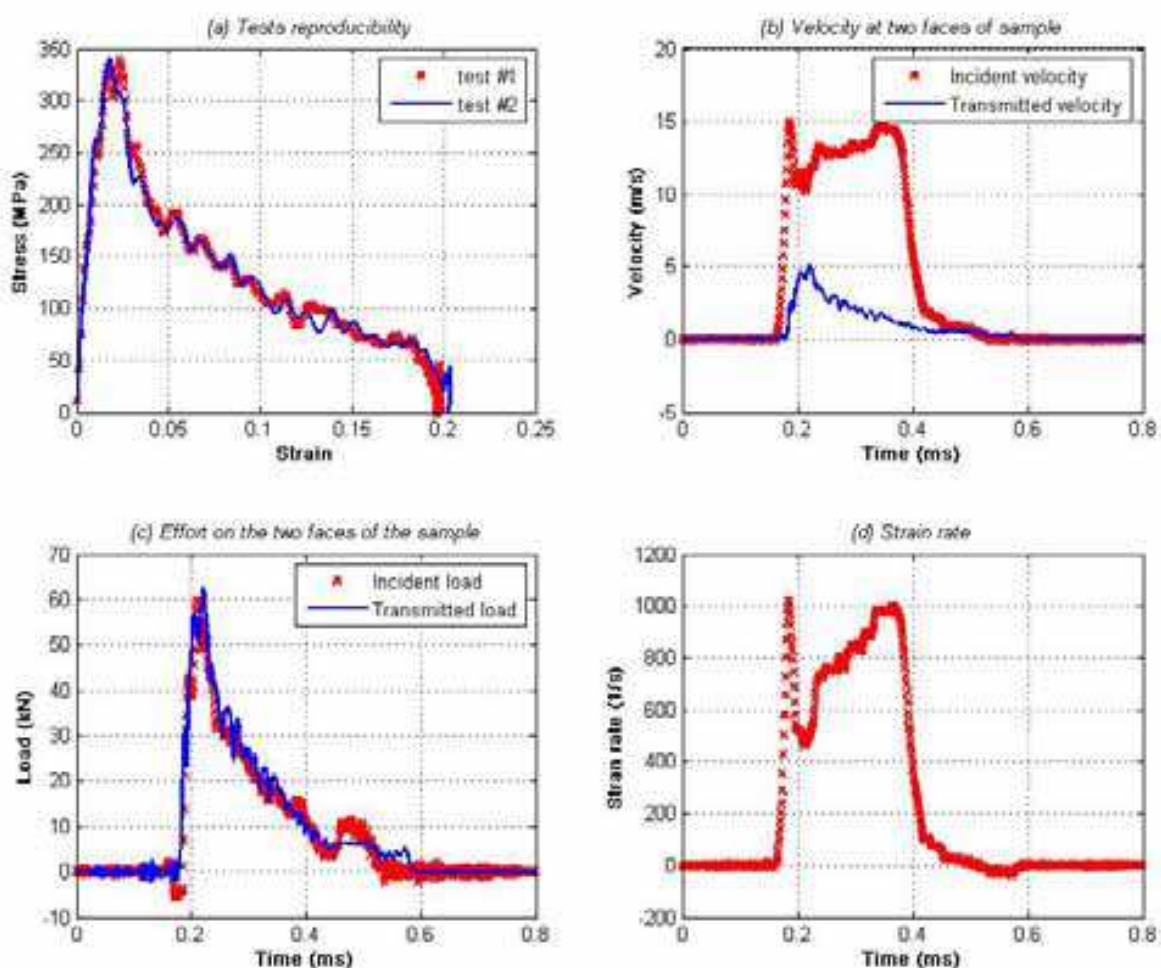 (a) Tests reproducibility
350
300
250
200
150
100
50
0
0
0.05
0.1
0.15
0.2
0.25
Stress (MPa)
Strain
test #1
test #2
(b) Velocity at two faces of sample
20
15
10
5
0
-5
0
0.2
0.4
0.6
0.8
Velocity (m/s)
Time (ms)
Incident velocity
Transmitted velocity
(c) Effort on the two faces of the sample
70
60
50
40
30
20
10
0
-10
0
0.2
0.4
0.6
0.8
Load (kN)
Time (ms)
Incident load
Transmitted load
(d) Strain rate
1200
1000
800
600
400
200
0
-200
0
0.2
0.4
0.6
0.8
Stran rate (1/s)
Time (ms)